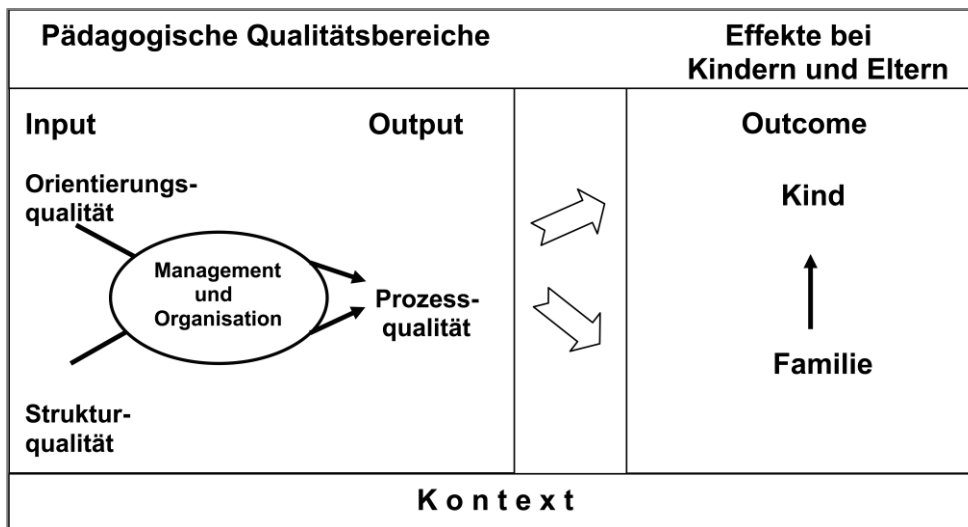 Pädagogische Qualitätsbereiche
Effekte bei
Kindern und Eltern
Input
Output
Orientierungs-
qualität
Management
und
Organisation
Prozess-
qualität
Struktur-
qualität
Outcome
Kind
Familie
Kontext